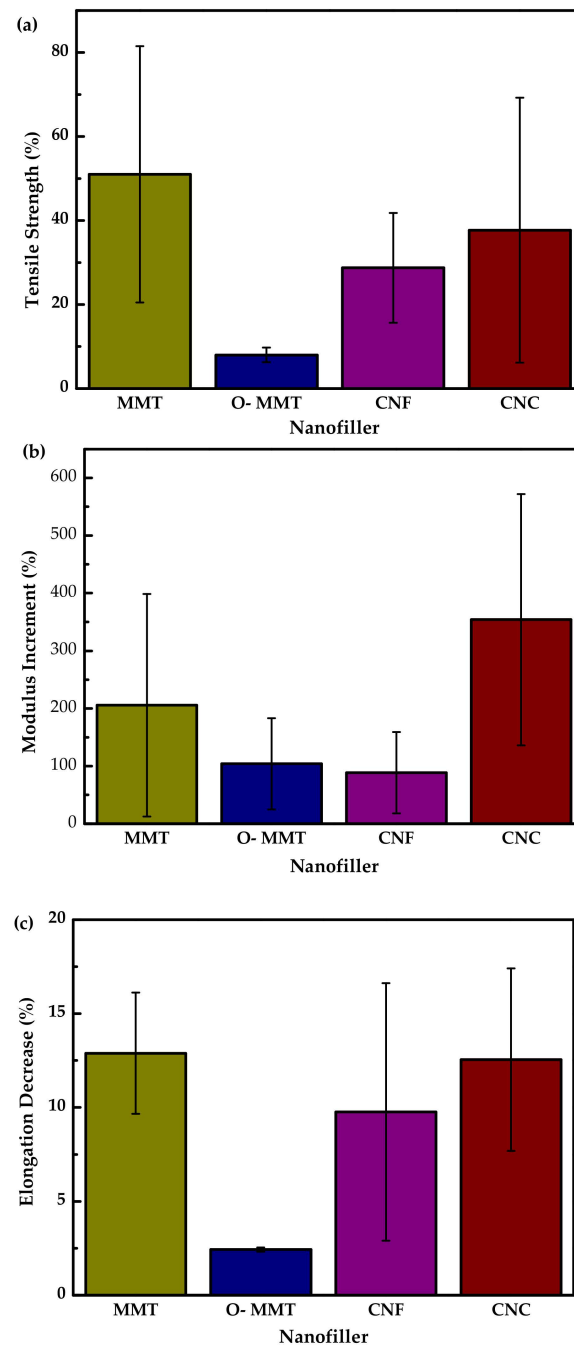 (a)
80
60
40
20
0
Tensile Strength (%)
MMT O- MMT CNF CNC
Nanofiller
(b)
600
500
400
300
200
100
0
Modulus Increment (%)
MMT O- MMT CNF CNC
Nanofiller
(c)
20
15
10
5
0
Elongation Decrease (%)
MMT O- MMT CNF CNC
Nanofiller